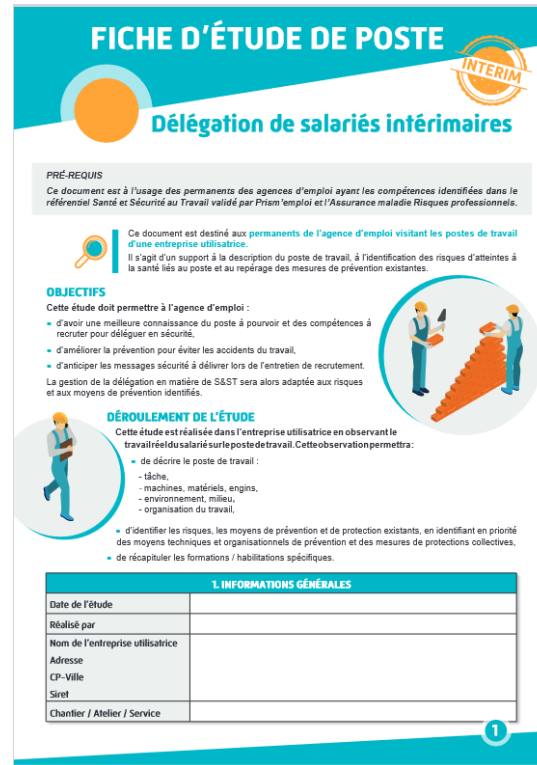 FICHE D'ÉTUDE DE POSTE
INTERIM
Délégation de salariés intérimaires
PRÉ-REQUIS
Ce document est à l'usage des permanents des agences d'emploi ayant les compétences identifiées dans le
référentiel Santé et Sécurité au Travail validé par Prism'emploi et l'Assurance maladie Risques professionnels.
Ce document est destiné aux permanents de l'agence d'emploi visitant les postes de travail
d'une entreprise utilisatrice.
Il s'agit d'un support à la description du poste de travail, à l'identification des risques d'atteintes à
la santé liés au poste et au repérage des mesures de prévention existantes.
OBJECTIFS
Cette étude doit permettre à l'agence d'emploi :
• d'avoir une meilleure connaissance du poste à pourvoir et des compétences à
recruter pour déléguer en sécurité,
• d'améliorer la prévention pour éviter les accidents du travail,
• d'anticiper les messages sécurité à délivrer lors de l'entretien de recrutement.
La gestion de la délégation en matière de S&ST sera alors adaptée aux risques
et aux moyens de prévention identifiés.
DÉROULEMENT DE L'ÉTUDE
Cette étude est réalisée dans l'entreprise utilisatrice en observant le
travail réel du salarié sur le poste de travail. Cette observation permettra :
• de décrire le poste de travail :
- tâche,
- machines, matériels, engins,
- environnement, milieu,
- organisation du travail,
• d'identifier les risques, les moyens de prévention et de protection existants, en identifiant en priorité
des moyens techniques et organisationnels de prévention et des mesures de protections collectives,
• de récapituler les formations / habilitations spécifiques.
1. INFORMATIONS GÉNÉRALES
Date de l'étude
Réalisé par
Nom de l'entreprise utilisatrice
Adresse
CP-Ville
Siret
Chantier / Atelier / Service
1